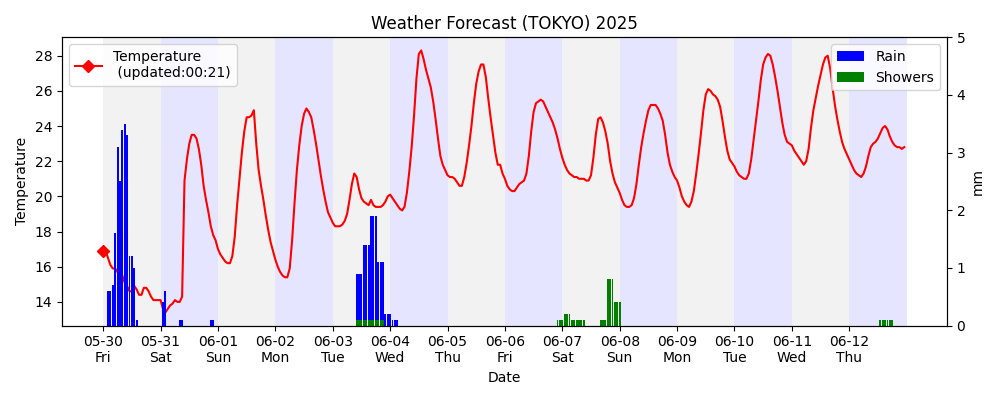 Weather Forecast (TOKYO) 2025
Temperature
(updated:00:21)
Rain
Showers
28
26
24
22
20
18
16
14
Temperature
5
4
3
2
1
0
mm
05-30 05-31 06-01 06-02 06-03 06-04 06-05 06-06 06-07 06-08 06-09 06-10 06-11 06-12
Fri Sat Sun Mon Tue Wed Thu Fri Sat Sun Mon Tue Wed Thu
Date